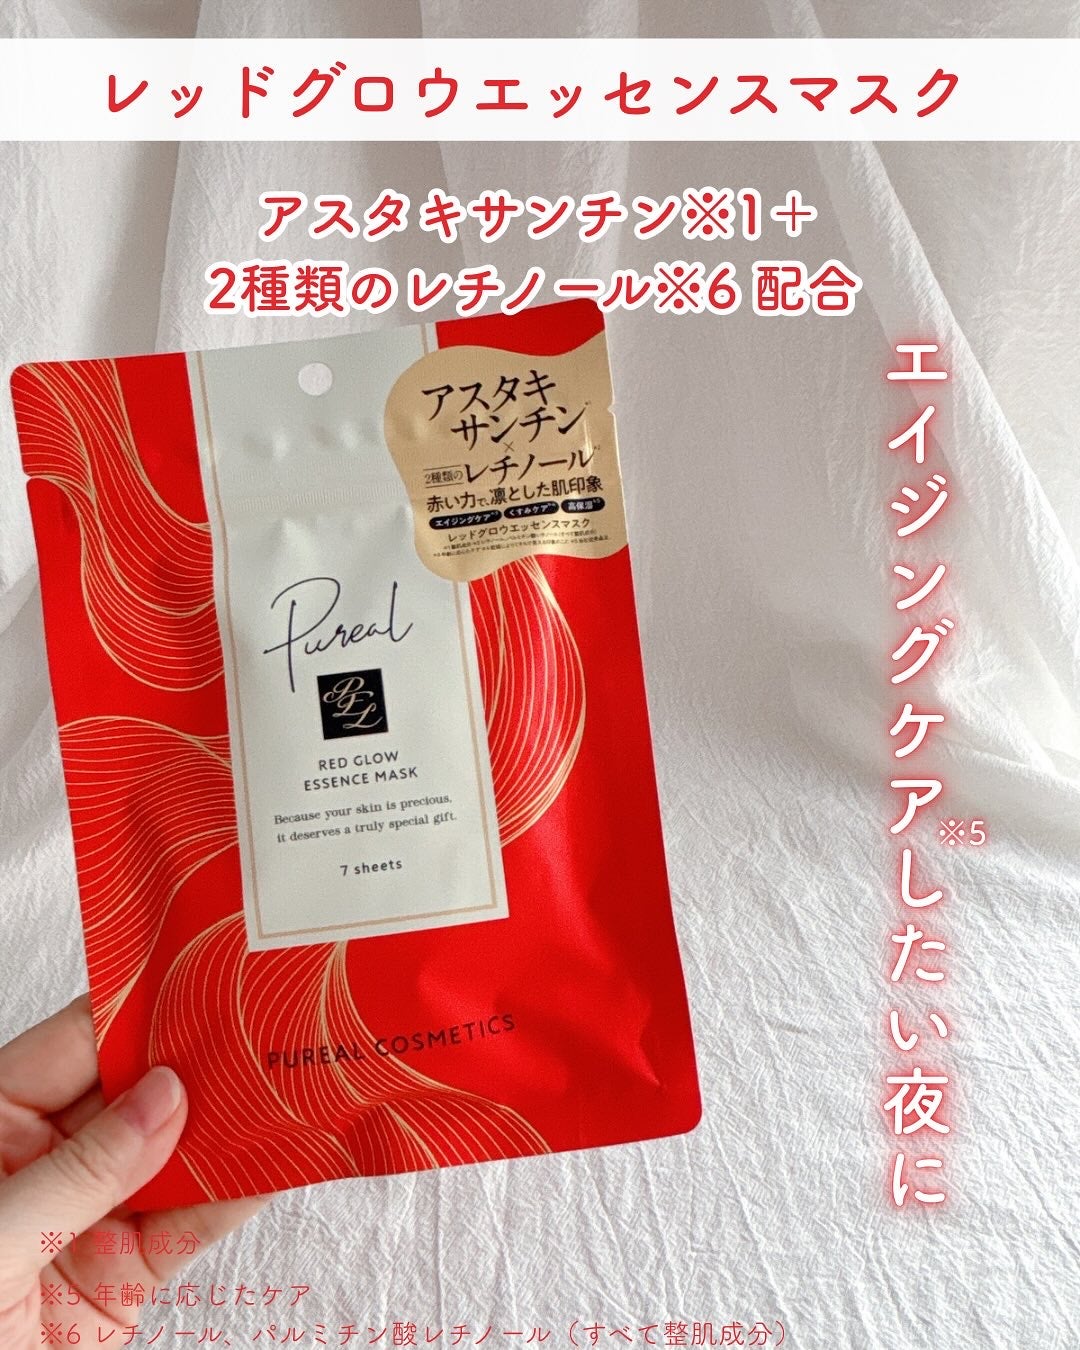 レッドグロウエッセンスマスク
アスタキサンチン※1＋
2種類のレチノール※6 配合
エイジングケア※5したい夜に
アスタキ
サンチン
×
2種類のレチノール
赤い力で、凛とした肌印象
エイジングケア くすみケア 高保湿
レッドグロウエッセンスマスク
Pureal
PEL
RED GLOW
ESSENCE MASK
Because your skin is precious,
it deserves a truly special gift.
7 sheets
PUREAL COSMETICS
※1 整肌成分
※5 年齢に応じたケア
※6 レチノール、パルミチン酸レチノール（すべて整肌成分）